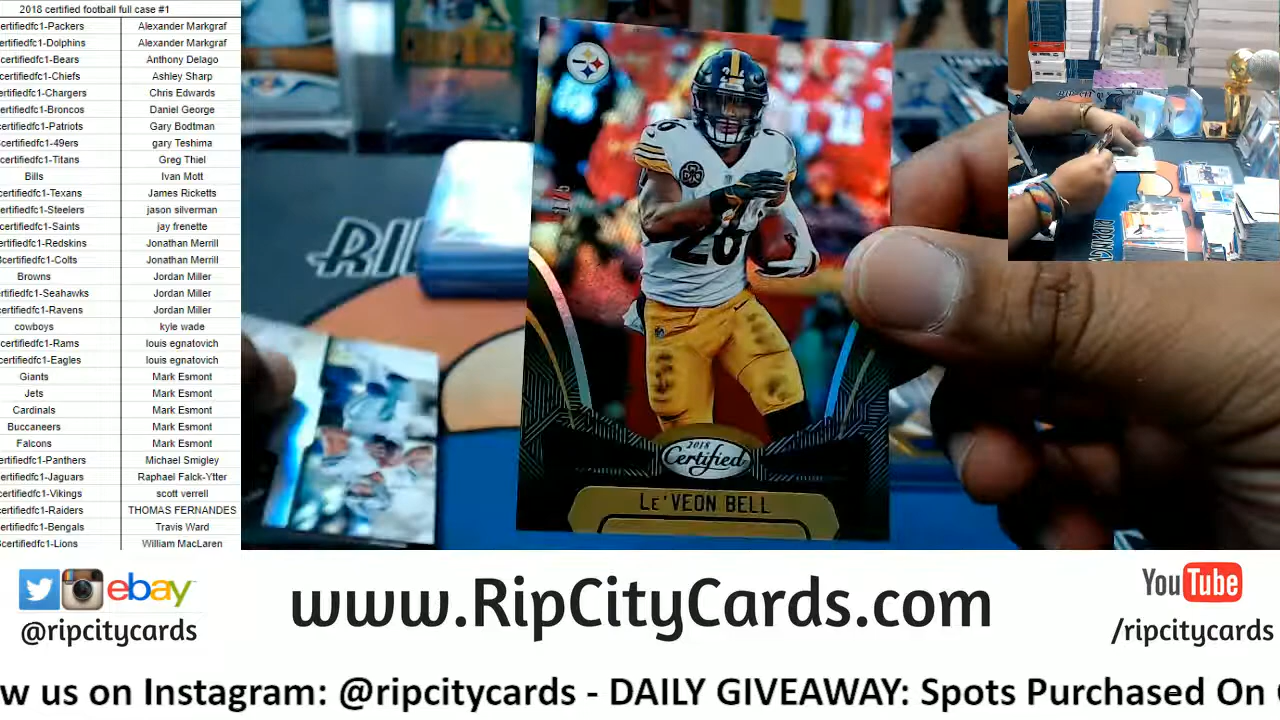 2018 certified football full case #1
ertifiedfc1-Packers Alexander Markgraf
ertifiedfc1-Dolphins Alexander Markgraf
certifiedfc1-Bears Anthony Delago
certifiedfc1-Chiefs Ashley Sharp
certifiedfc1-Chargers Chris Edwards
certifiedfc1-Broncos Daniel George
certifiedfc1-Patriots Gary Bodtman
certifiedfc1-49ers gary Teshima
certifiedfc1-Titans Greg Thiel
Bills Ivan Mott
certifiedfc1-Texans James Ricketts
certifiedfc1-Steelers jason silverman
certifiedfc1-Saints jay frenette
certifiedfc1-Redskins Jonathan Merrill
certifiedfc1-Colts Jonathan Merrill
Browns Jordan Miller
ertifiedfc1-Seahawks Jordan Miller
certifiedfc1-Ravens Jordan Miller
cowboys kyle wade
certifiedfc1-Rams louis egnatovich
certifiedfc1-Eagles louis egnatovich
Giants Mark Esmont
Jets Mark Esmont
Cardinals Mark Esmont
Buccaneers Mark Esmont
Falcons Mark Esmont
certifiedfc1-Panthers Michael Smigley
certifiedfc1-Jaguars Raphael Falck-Ytter
certifiedfc1-Vikings scott verrell
certifiedfc1-Raiders THOMAS FERNANDES
certifiedfc1-Bengals Travis Ward
certifiedfc1-Lions William MacLaren
RI
26
2018
Certified
LE'VEON BELL
ebay
@ripcitycards
www.RipCityCards.com
YouTube
/ripcitycards
w us on Instagram: @ripcitycards - DAILY GIVEAWAY: Spots Purchased On